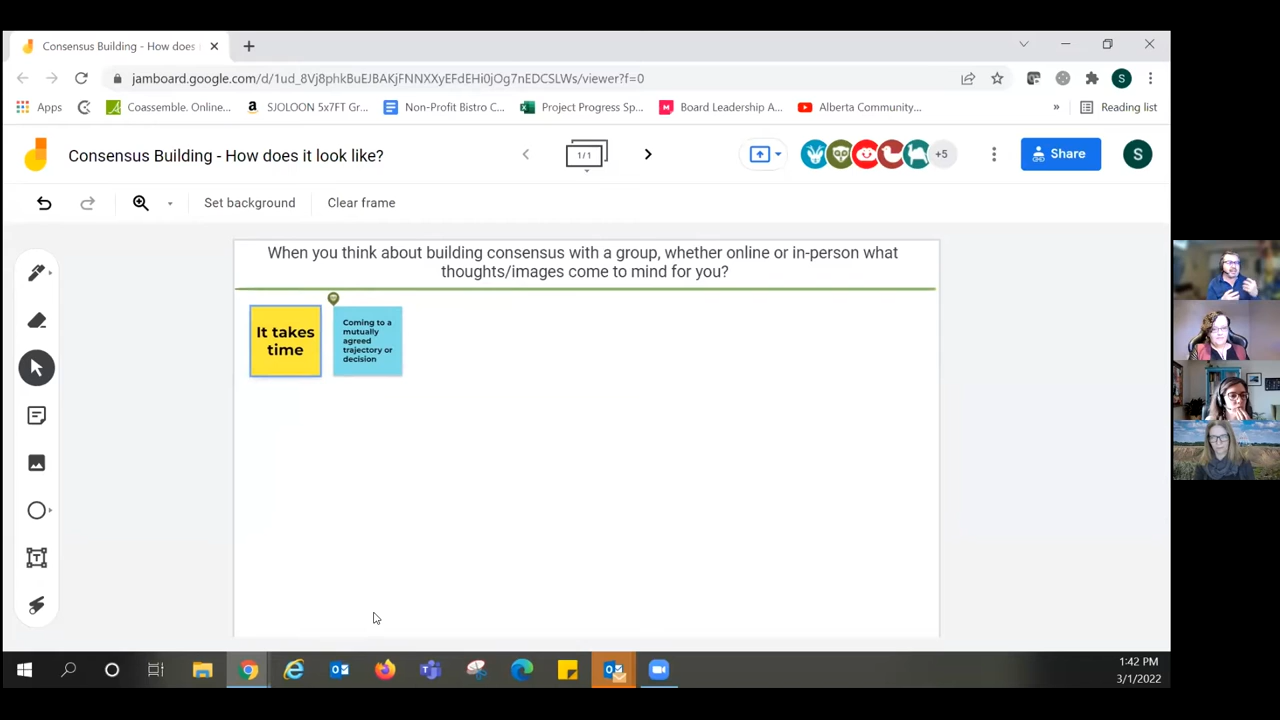 Consensus Building - How does
jamboard.google.com/d/1ud_8Vj8phkBuEJBAKjFNNXXyEFdEHi0jOg7nEDCSLWs/viewer?f=0
S
Apps
Coassemble. Online...
SJOLOON 5x7FT Gr...
Non-Profit Bistro C...
Project Progress Sp...
Board Leadership A...
Alberta Community...
»
Reading list
Consensus Building - How does it look like?
1/1
+5
Share
S
Set background
Clear frame
When you think about building consensus with a group, whether online or in-person what
thoughts/images come to mind for you?
It takes
time
Coming to a
mutually
agreed
trajectory or
decision
1:42 PM
3/1/2022